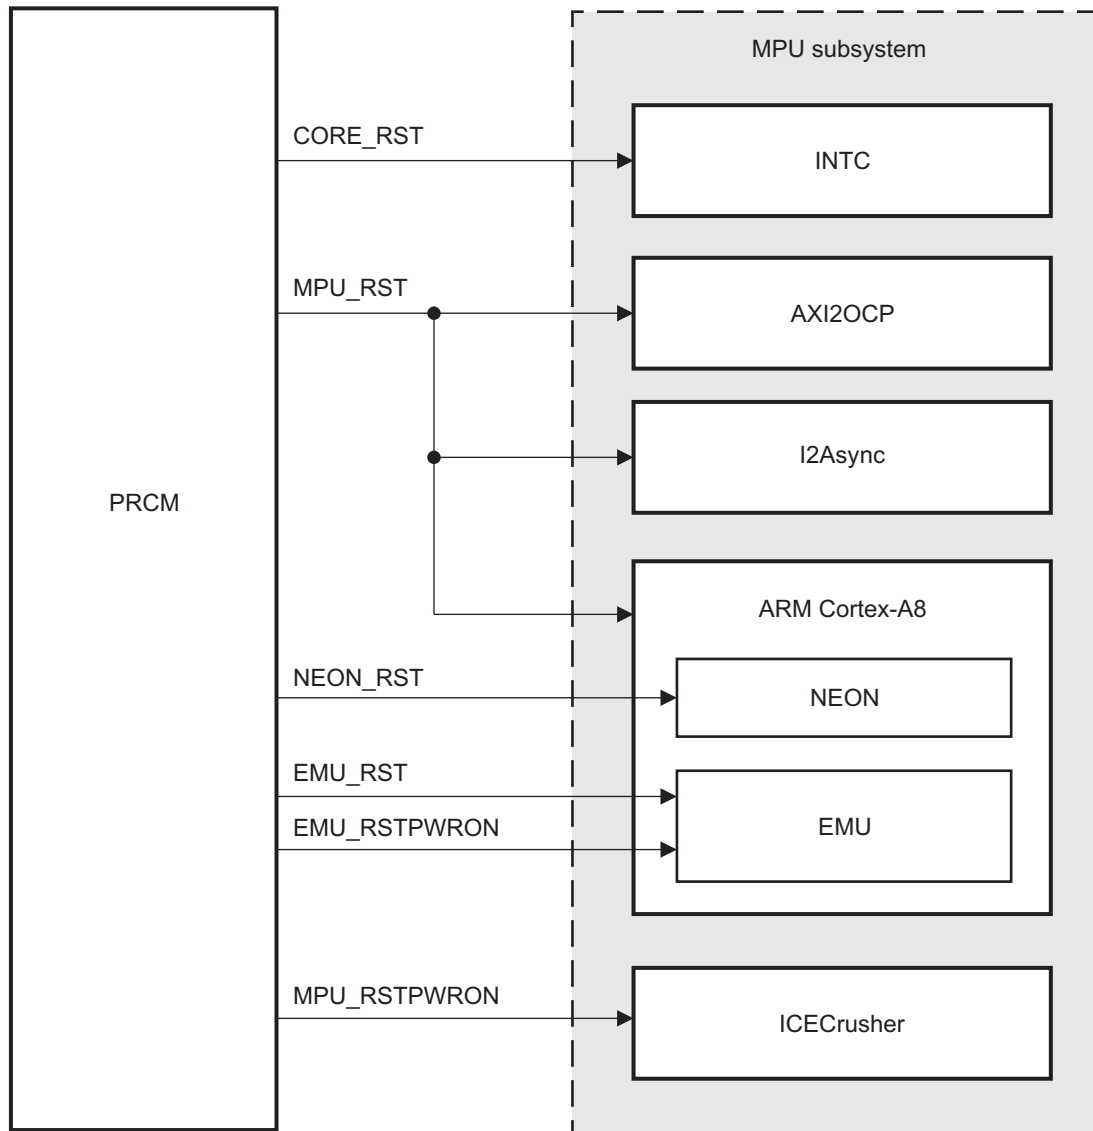 MPU subsystem
CORE_RST
INTC
MPU_RST
AXI2OCP
I2Async
PRCM
ARM Cortex-A8
NEON_RST
NEON
EMU_RST
EMU_RSTPWRON
EMU
MPU_RSTPWRON
ICECrusher